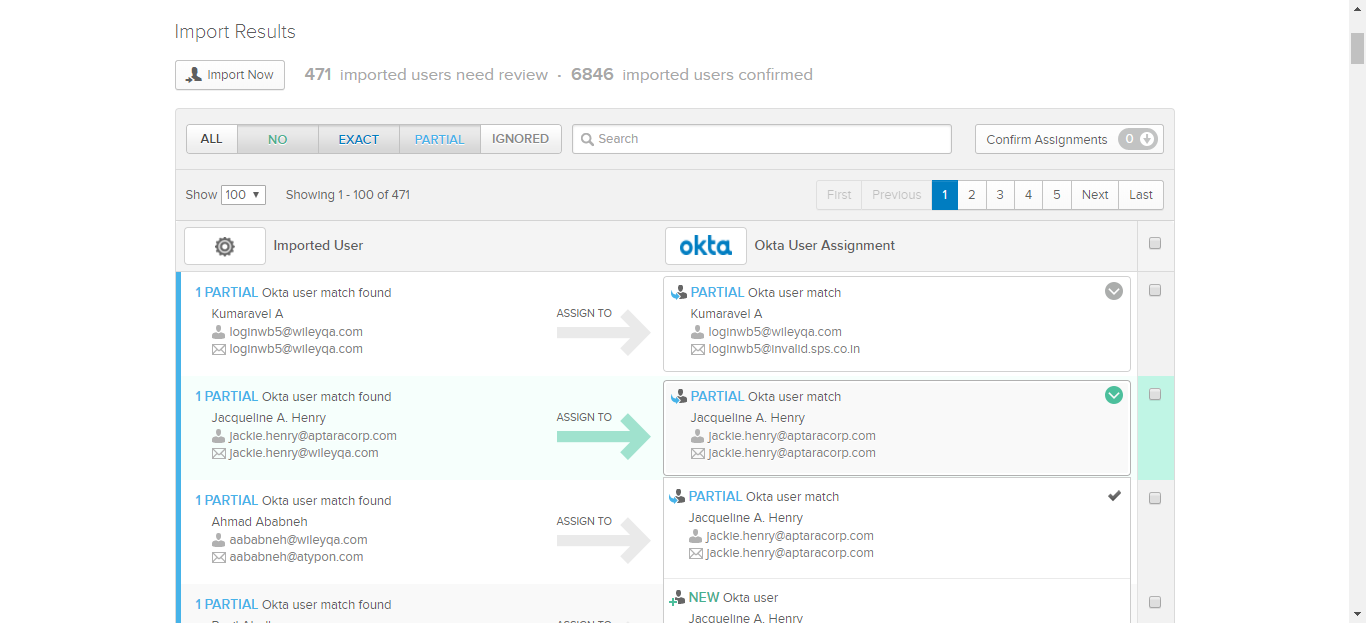 Import Results
Import Now 471 imported users need review · 6846 imported users confirmed
ALL NO EXACT PARTIAL IGNORED Search Confirm Assignments 0
Show 100 Showing 1 - 100 of 471 First Previous 1 2 3 4 5 Next Last
Imported User okta Okta User Assignment
1 PARTIAL Okta user match found
Kumaravel A
loginwb5@wileyqa.com
loginwb5@wileyqa.com
ASSIGN TO
PARTIAL Okta user match
Kumaravel A
loginwb5@wileyqa.com
loginwb5@invalid.sps.co.in
1 PARTIAL Okta user match found
Jacqueline A. Henry
jackie.henry@aptaracorp.com
jackie.henry@wileyqa.com
ASSIGN TO
PARTIAL Okta user match
Jacqueline A. Henry
jackie.henry@aptaracorp.com
jackie.henry@aptaracorp.com
1 PARTIAL Okta user match found
Ahmad Ababneh
aababneh@wileyqa.com
aababneh@atypon.com
ASSIGN TO
PARTIAL Okta user match
Jacqueline A. Henry
jackie.henry@aptaracorp.com
jackie.henry@aptaracorp.com
1 PARTIAL Okta user match found
NEW Okta user
Jacqueline A. Henry